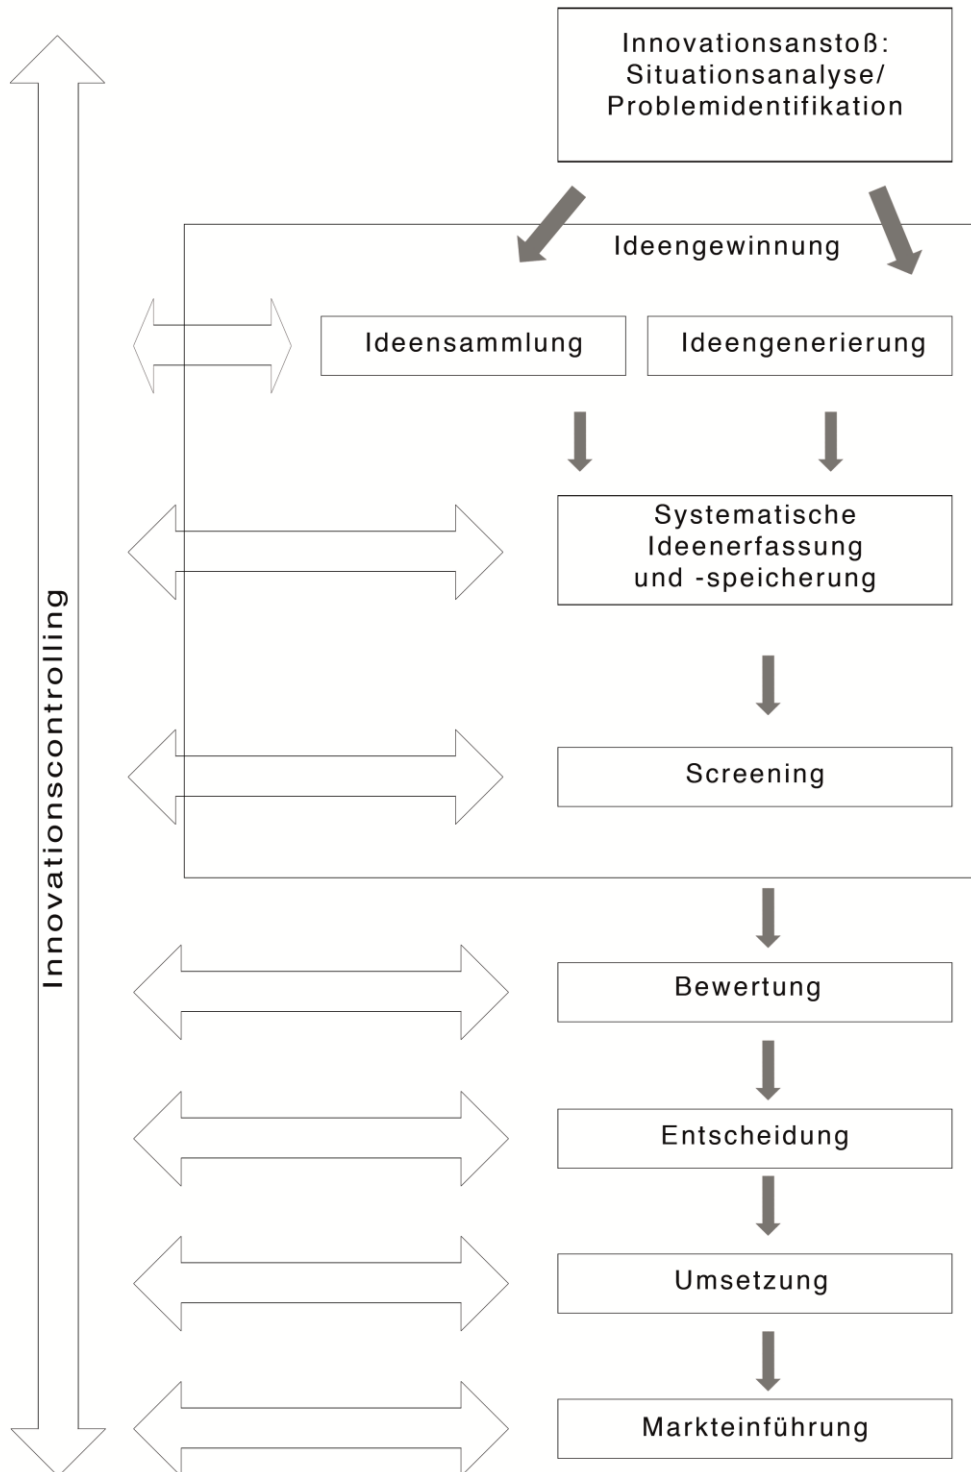 Innovationsanstoß:
Situationsanalyse/
Problemidentifikation
Ideengewinnung
Ideensammlung
Ideengenerierung
Systematische
Ideenerfassung
und -speicherung
Screening
Innovationscontrolling
Bewertung
Entscheidung
Umsetzung
Markteinführung